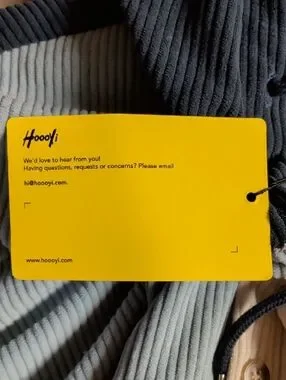 HoooYi
We'd love to hear from you!
Having questions, requests or concerns? Please email
hi@hoooyi.com.
www.hoooyi.com